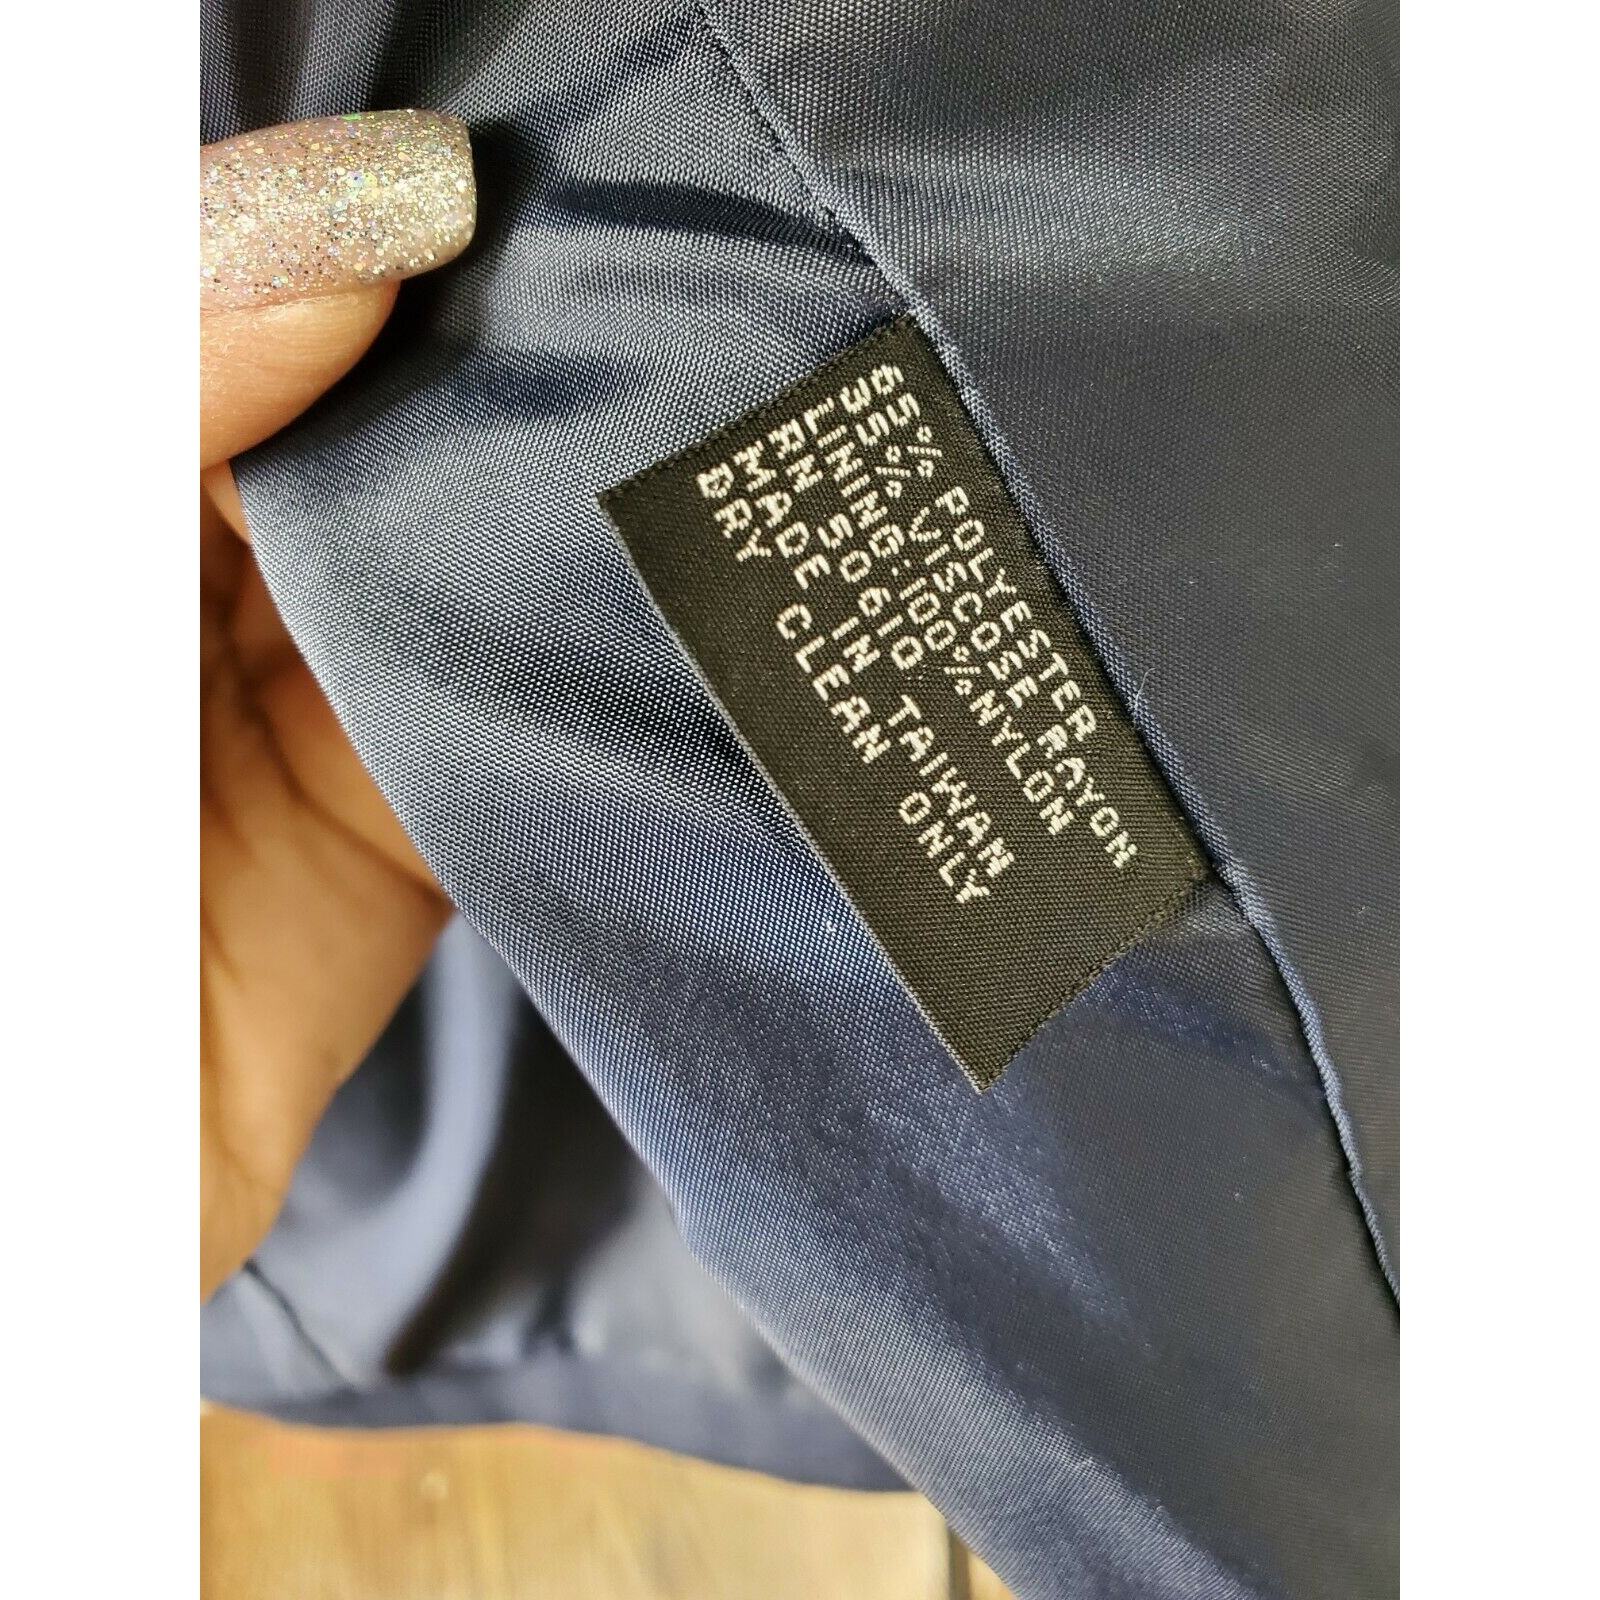 65% POLYESTER
35% VISCOSE RAYON
LINING:100% NYLON
RN 50610
MADE IN TAIWAN
DRY CLEAN ONLY